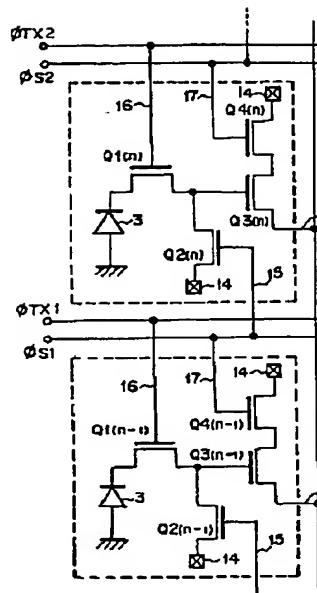 ØTX2
ØS2
16
17
14
Q4(n)
Q1(n)
3
Q3(n)
Q2(n)
14
15
ØTX1
ØS1
16
17
14
Q4(n-1)
Q1(n-1)
Q3(n-1)
3
Q2(n-1)
15
14